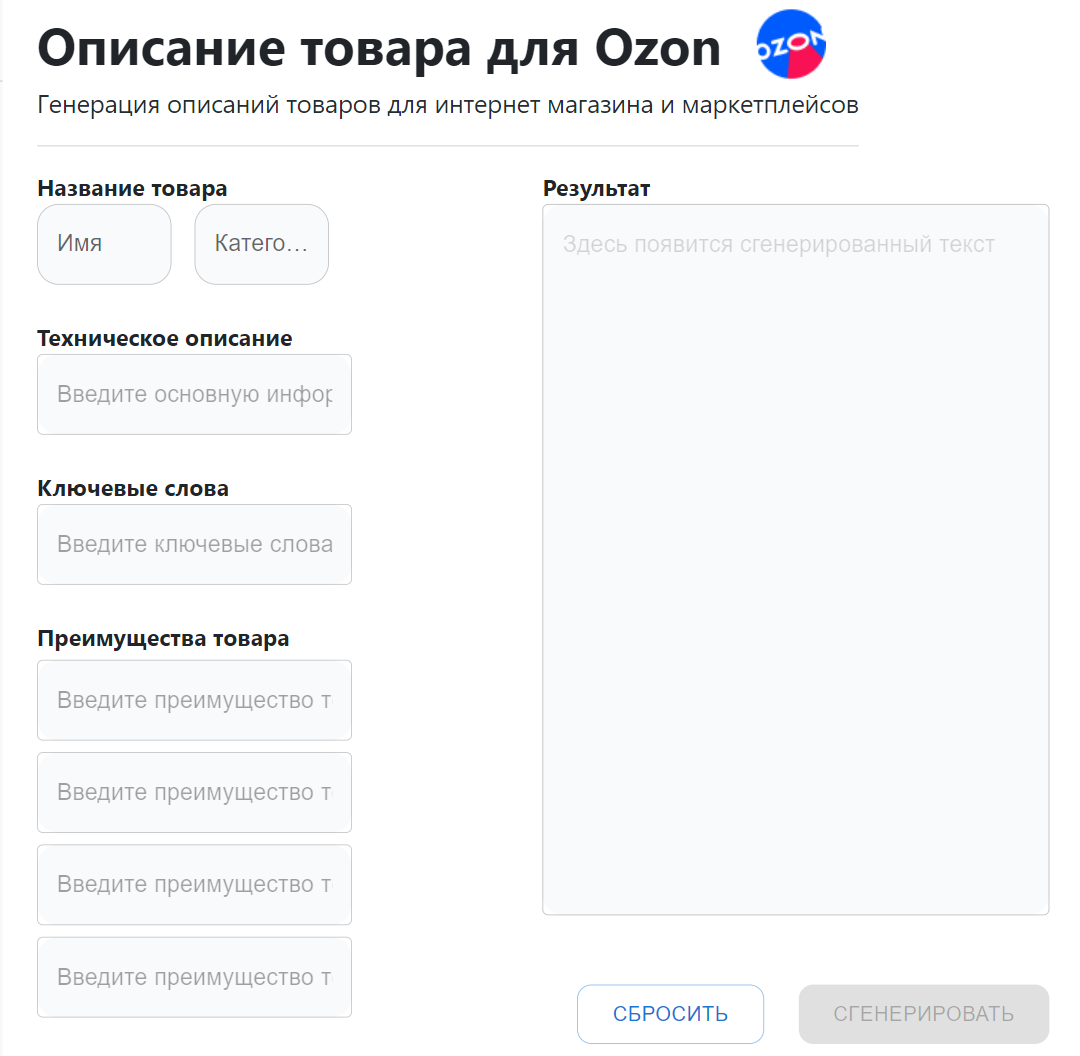 Описание товара для Ozon
OZON
Генерация описаний товаров для интернет магазина и маркетплейсов
Название товара
Имя
Катего...
Техническое описание
Введите основную инфор
Ключевые слова
Введите ключевые слова
Преимущества товара
Введите преимущество т
Введите преимущество т
Введите преимущество т
Введите преимущество т
Результат
Здесь появится сгенерированный текст
СБРОСИТЬ
СГЕНЕРИРОВАТЬ